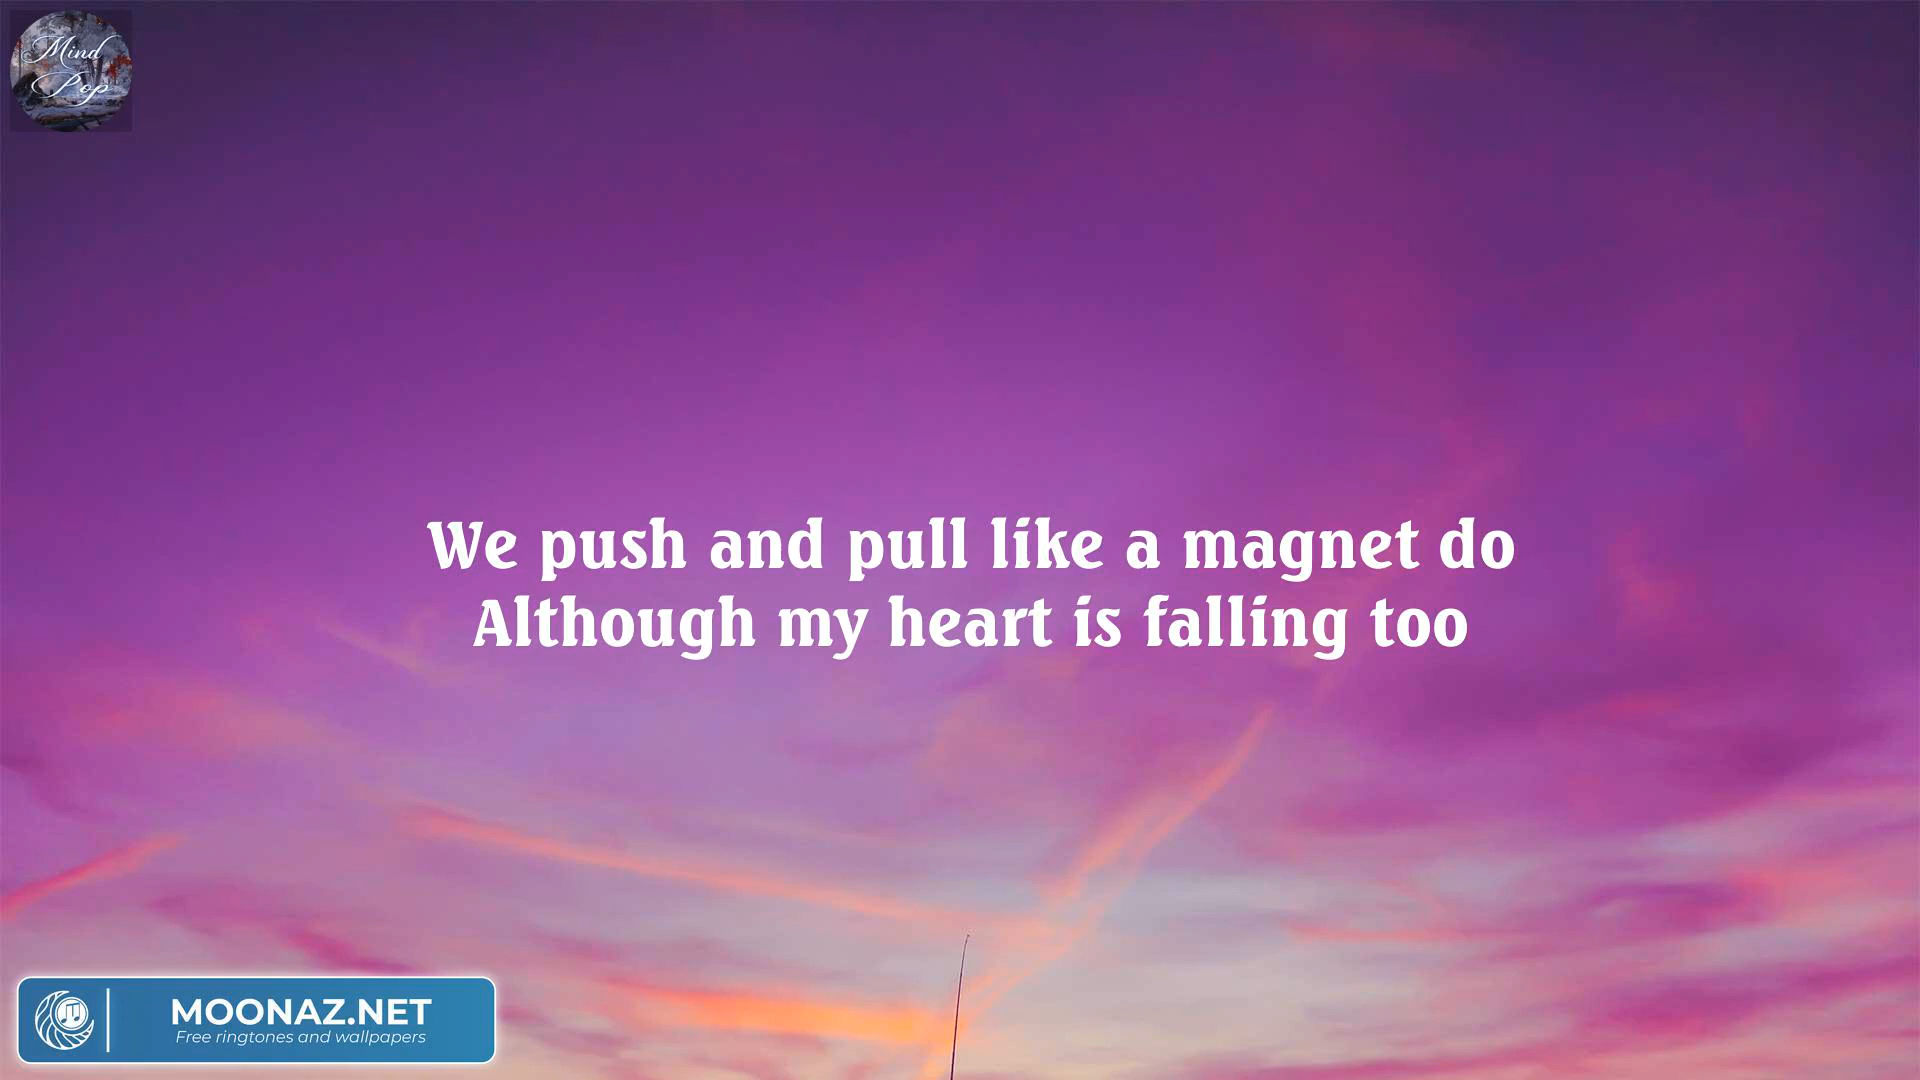 Mind
Pop
We push and pull like a magnet do
Although my heart is falling too
MOONAZ.NET
Free ringtones and wallpapers